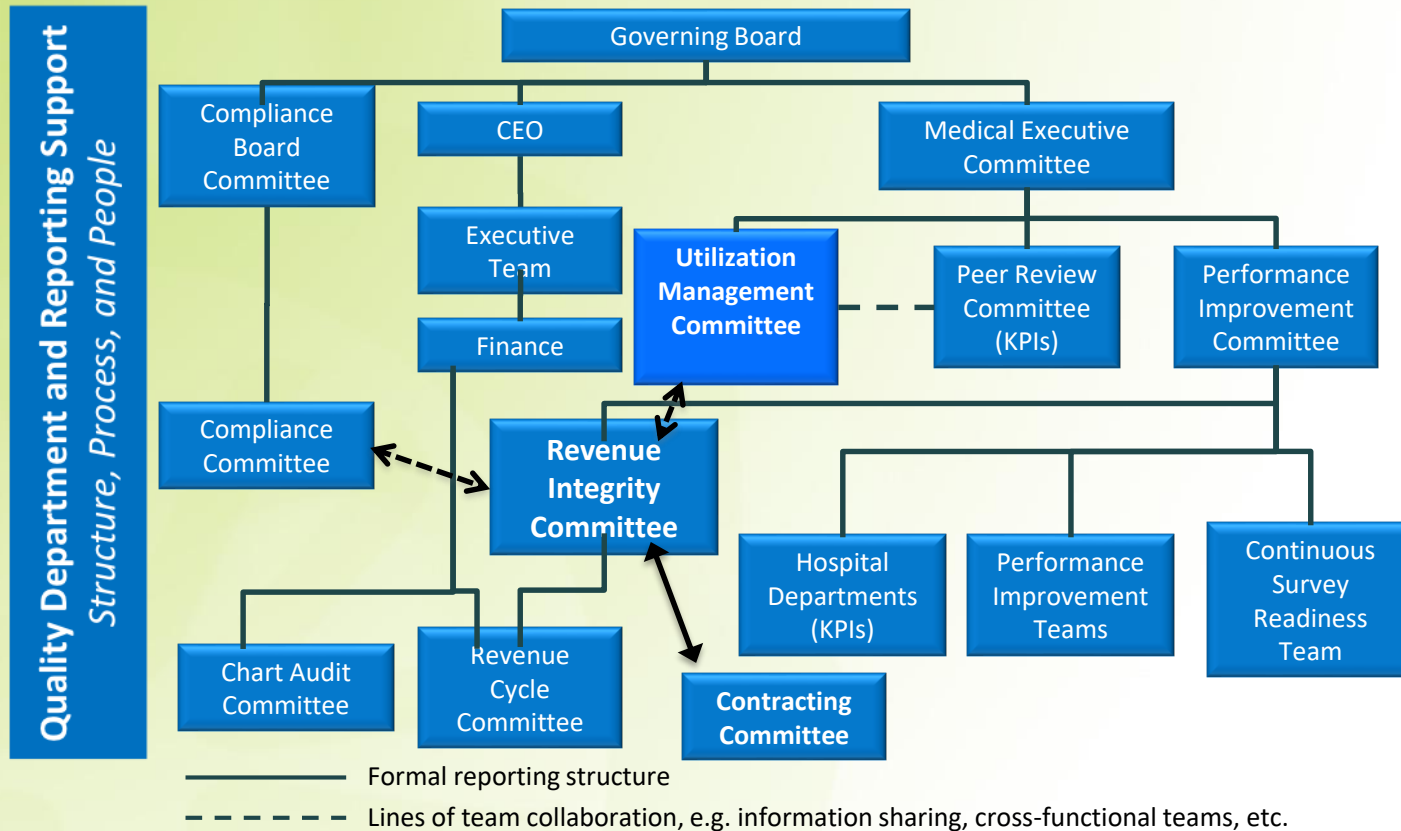 Quality Department and Reporting Support
Structure, Process, and People
Governing Board
Compliance
Board
Committee
CEO
Medical Executive
Committee
Executive
Team
Utilization
Management
Committee
Peer Review
Committee
(KPIs)
Performance
Improvement
Committee
Finance
Compliance
Committee
Revenue
Integrity
Committee
Hospital
Departments
(KPIs)
Performance
Improvement
Teams
Continuous
Survey
Readiness
Team
Chart Audit
Committee
Revenue
Cycle
Committee
Contracting
Committee
Formal reporting structure
Lines of team collaboration, e.g. information sharing, cross-functional teams, etc.